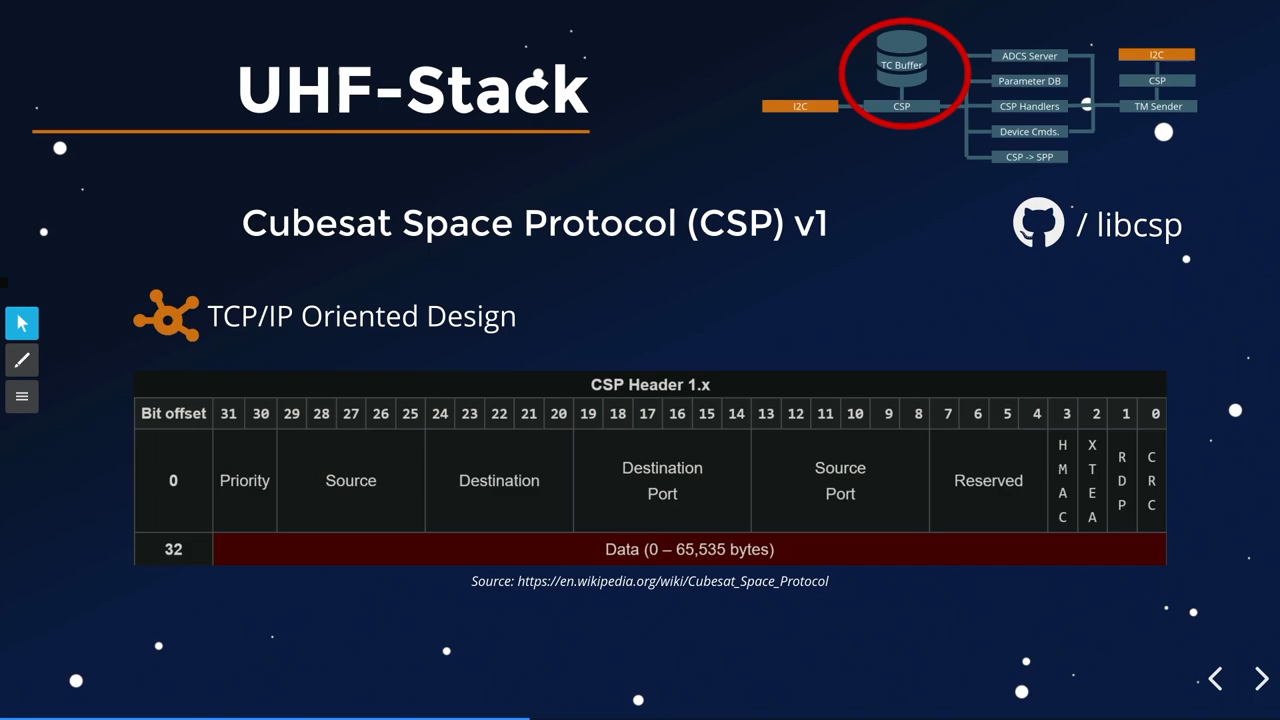 UHF-Stack
TC Buffer
I2C
CSP
ADCS Server
Parameter DB
CSP Handlers
Device Cmds.
CSP -> SPP
I2C
CSP
TM Sender
Cubesat Space Protocol (CSP) v1
/ libcsp
TCP/IP Oriented Design
CSP Header 1.x
Bit offset 31 30 29 28 27 26 25 24 23 22 21 20 19 18 17 16 15 14 13 12 11 10 9 8 7 6 5 4 3 2 1 0
0 Priority Source Destination Destination Port Source Port Reserved HMAC XTEA RDP CRC
32 Data (0 – 65,535 bytes)
Source: https://en.wikipedia.org/wiki/Cubesat_Space_Protocol